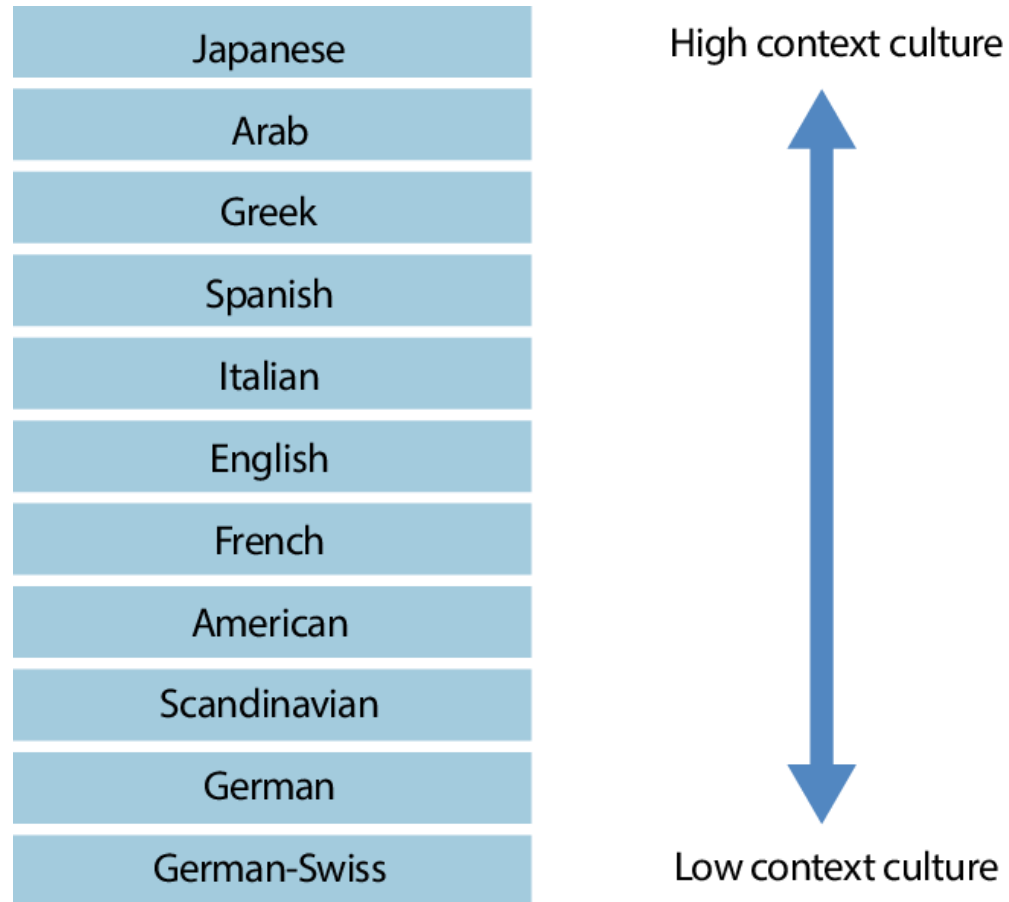 Japanese
High context culture
Arab
Greek
Spanish
Italian
English
French
American
Scandinavian
German
German-Swiss
Low context culture